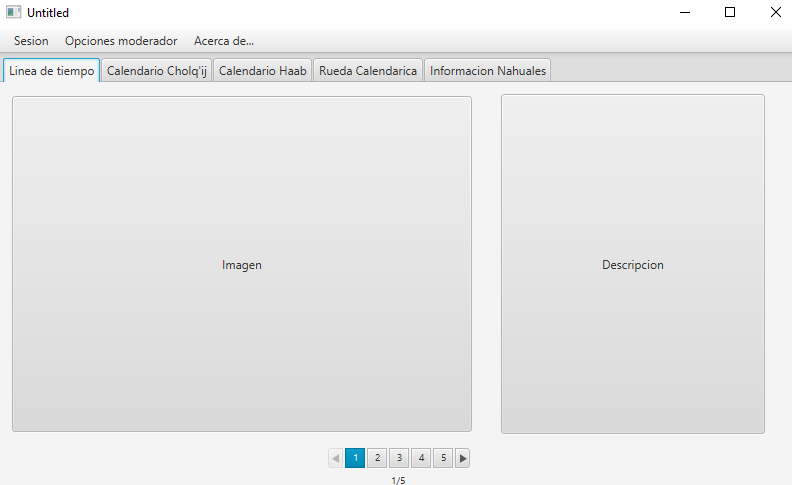 Untitled
Sesion Opciones moderador Acerca de...
Linea de tiempo Calendario Cholq'ij Calendario Haab Rueda Calendarica Informacion Nahuales
Imagen Descripcion
1 2 3 4 5
1/5